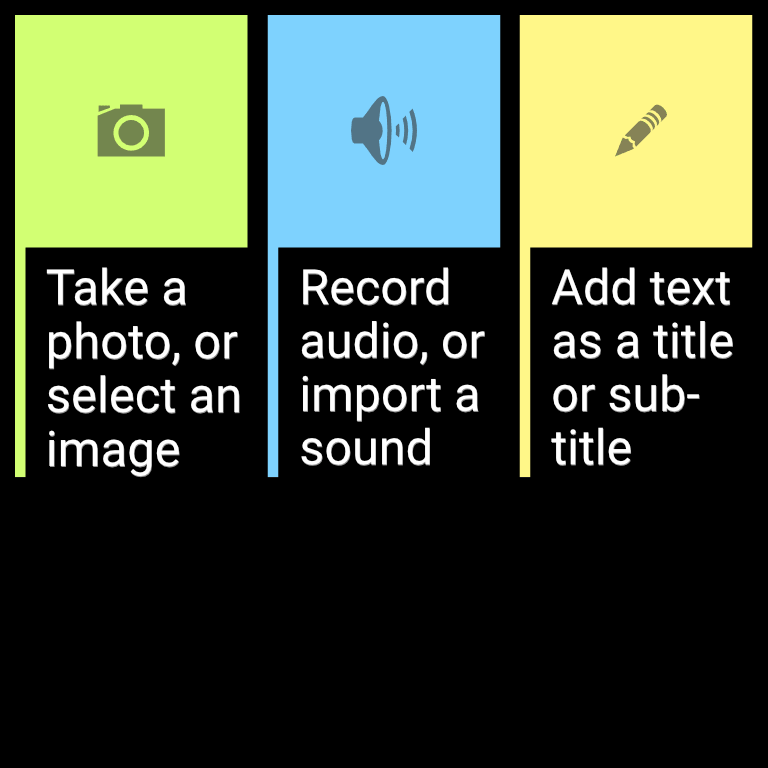 Take a
photo, or
select an
image
Record
audio, or
import a
sound
Add text
as a title
or sub-
title